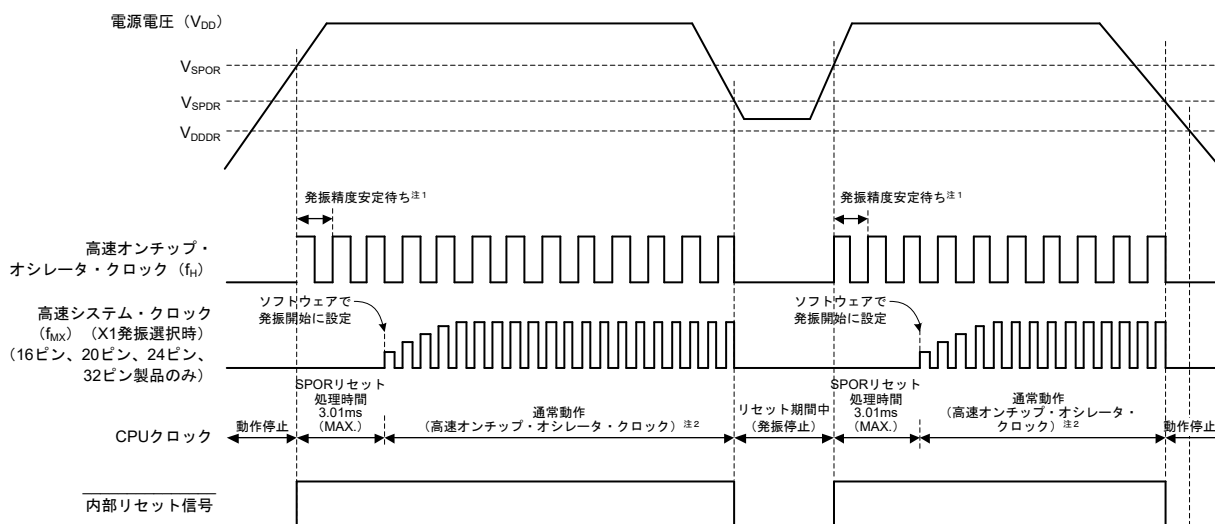 電源電圧（VDD）
VSPOR
VSPDR
VDDDR
発振精度安定待ち注1
発振精度安定待ち注1
高速オンチップ・
オシレータ・クロック（fH）
ソフトウェアで
発振開始に設定
ソフトウェアで
発振開始に設定
高速システム・クロック
（fMX）（X1発振選択時）
（16ピン、20ピン、24ピン、
32ピン製品のみ）
CPUクロック
動作停止
SPORリセット
処理時間
3.01ms
（MAX.）
通常動作
（高速オンチップ・オシレータ・クロック）注2
リセット期間中
（発振停止）
SPORリセット
処理時間
3.01ms
（MAX.）
通常動作
（高速オンチップ・オシレータ・
クロック）注2
動作停止
内部リセット信号